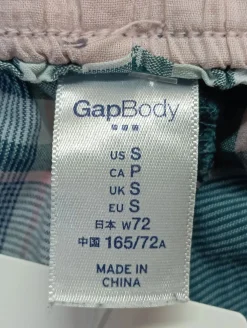 GapBody
US S
CA P
UK S
EU S
日本 W72
中国 165/72A
MADE IN
CHINA